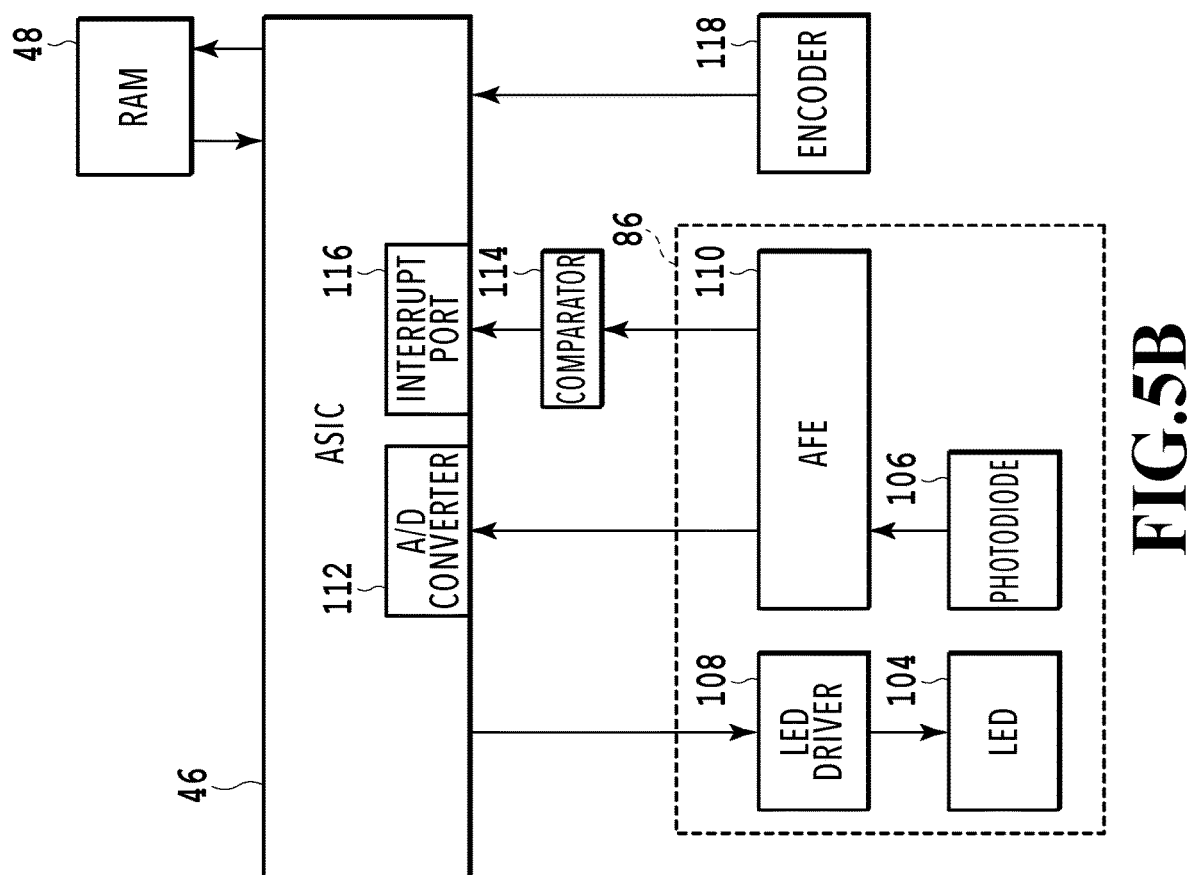 48
RAM
118
ENCODER
116
INTERRUPT
PORT
114
COMPARATOR
86
110
AFE
ASIC
112
A/D
CONVERTER
106
PHOTODIODE
108
LED
DRIVER
104
LED
46
FIG.5B